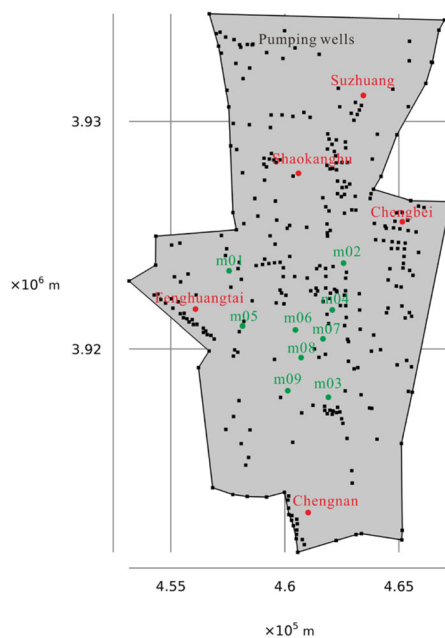 Pumping wells
Suzhuang
3.93
Shaokanghu
Chengbei
m02
m01
×10⁶ m
Fenghuangtai
m04
m05
m06
m07
3.92
m08
m09
m03
Chengnan
4.55
4.6
4.65
×10⁵ m